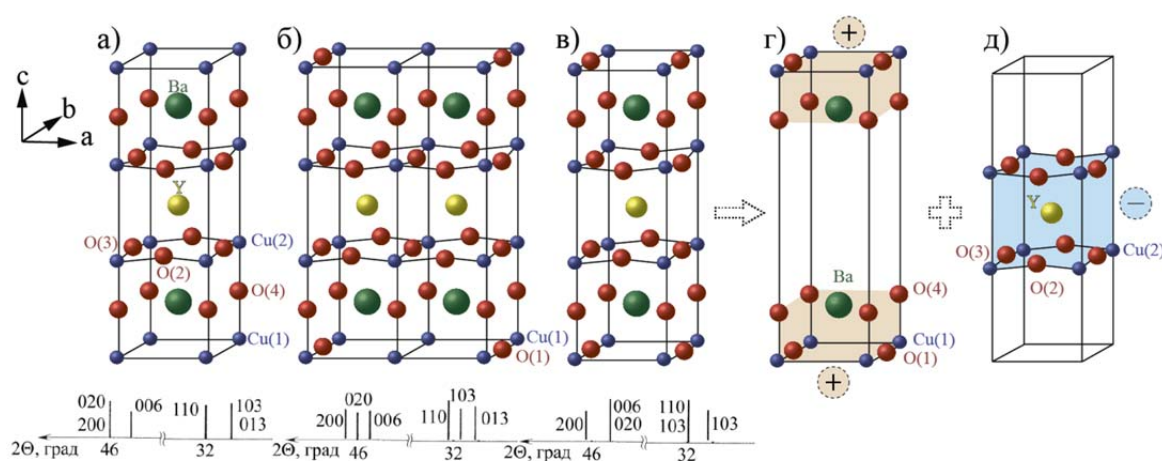 а)
б)
в)
г)
д)
+
c
b
a
Ba
Y
O(3)
Cu(2)
O(2)
O(4)
Cu(1)
O(1)
Ba
O(4)
Cu(1)
O(1)
+
Y
−
O(3)
Cu(2)
O(2)
020 006 110 103
200 013
2Θ, град 46 32
020 103
200 006 110 013
2Θ, град 46 32
006 110
200 020 103 103
2Θ, град 46 32